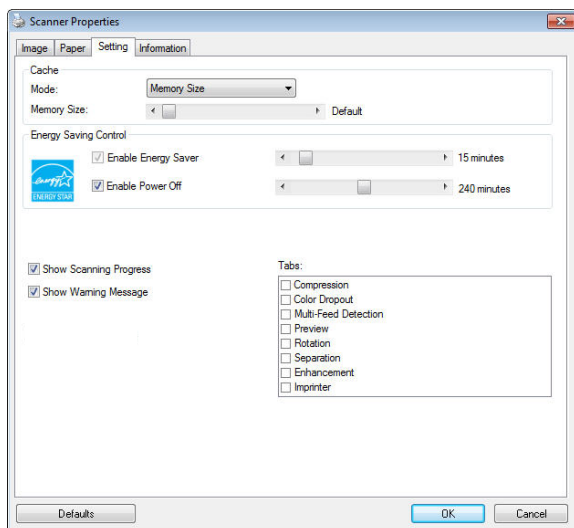 Scanner Properties
Image Paper Setting Information
Cache
Mode: Memory Size
Memory Size: Default
Energy Saving Control
Enable Energy Saver 15 minutes
energy
ENERGY STAR
Enable Power Off 240 minutes
Show Scanning Progress
Show Warning Message
Tabs:
Compression
Color Dropout
Multi-Feed Detection
Preview
Rotation
Separation
Enhancement
Imprinter
Defaults OK Cancel